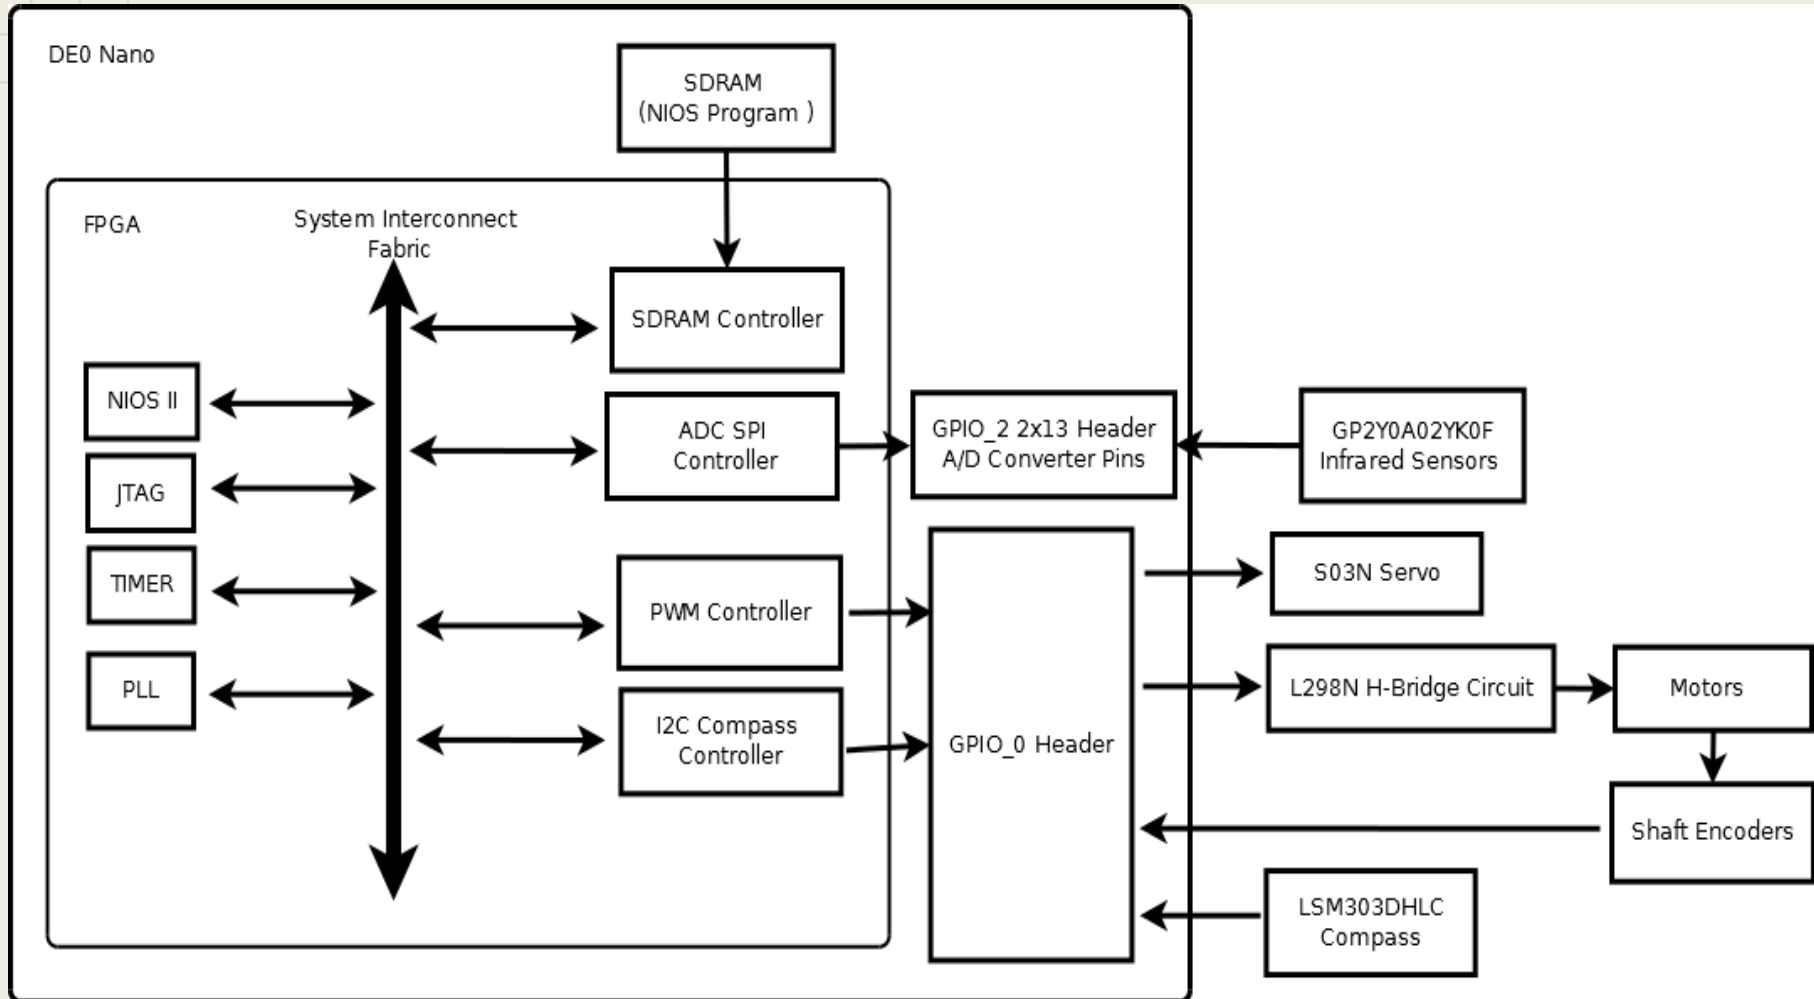 DE0 Nano
SDRAM
(NIOS Program )
FPGA
System Interconnect
Fabric
SDRAM Controller
NIOS II
ADC SPI
Controller
GPIO_2 2x13 Header
A/D Converter Pins
GP2Y0A02YK0F
Infrared Sensors
JTAG
TIMER
PWM Controller
S03N Servo
PLL
I2C Compass
Controller
GPIO_0 Header
L298N H-Bridge Circuit
Motors
Shaft Encoders
LSM303DHLC
Compass